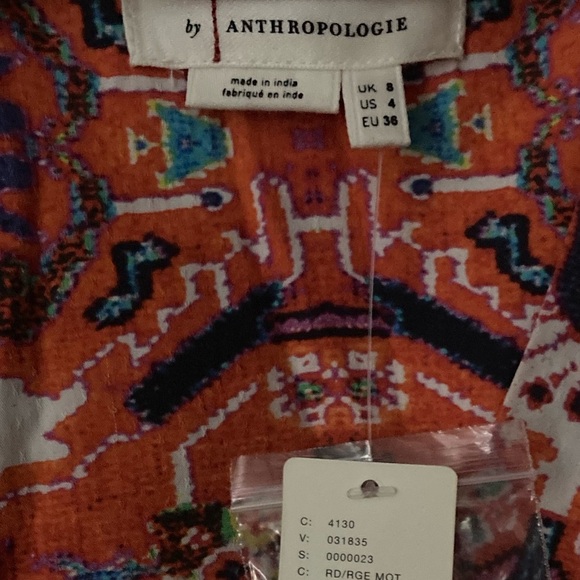 by ANTHROPOLOGIE
made in india
fabriqué en inde
UK 8
US 4
EU 36
C: 4130
V: 031835
S: 0000023
C: RD/RGE MOT